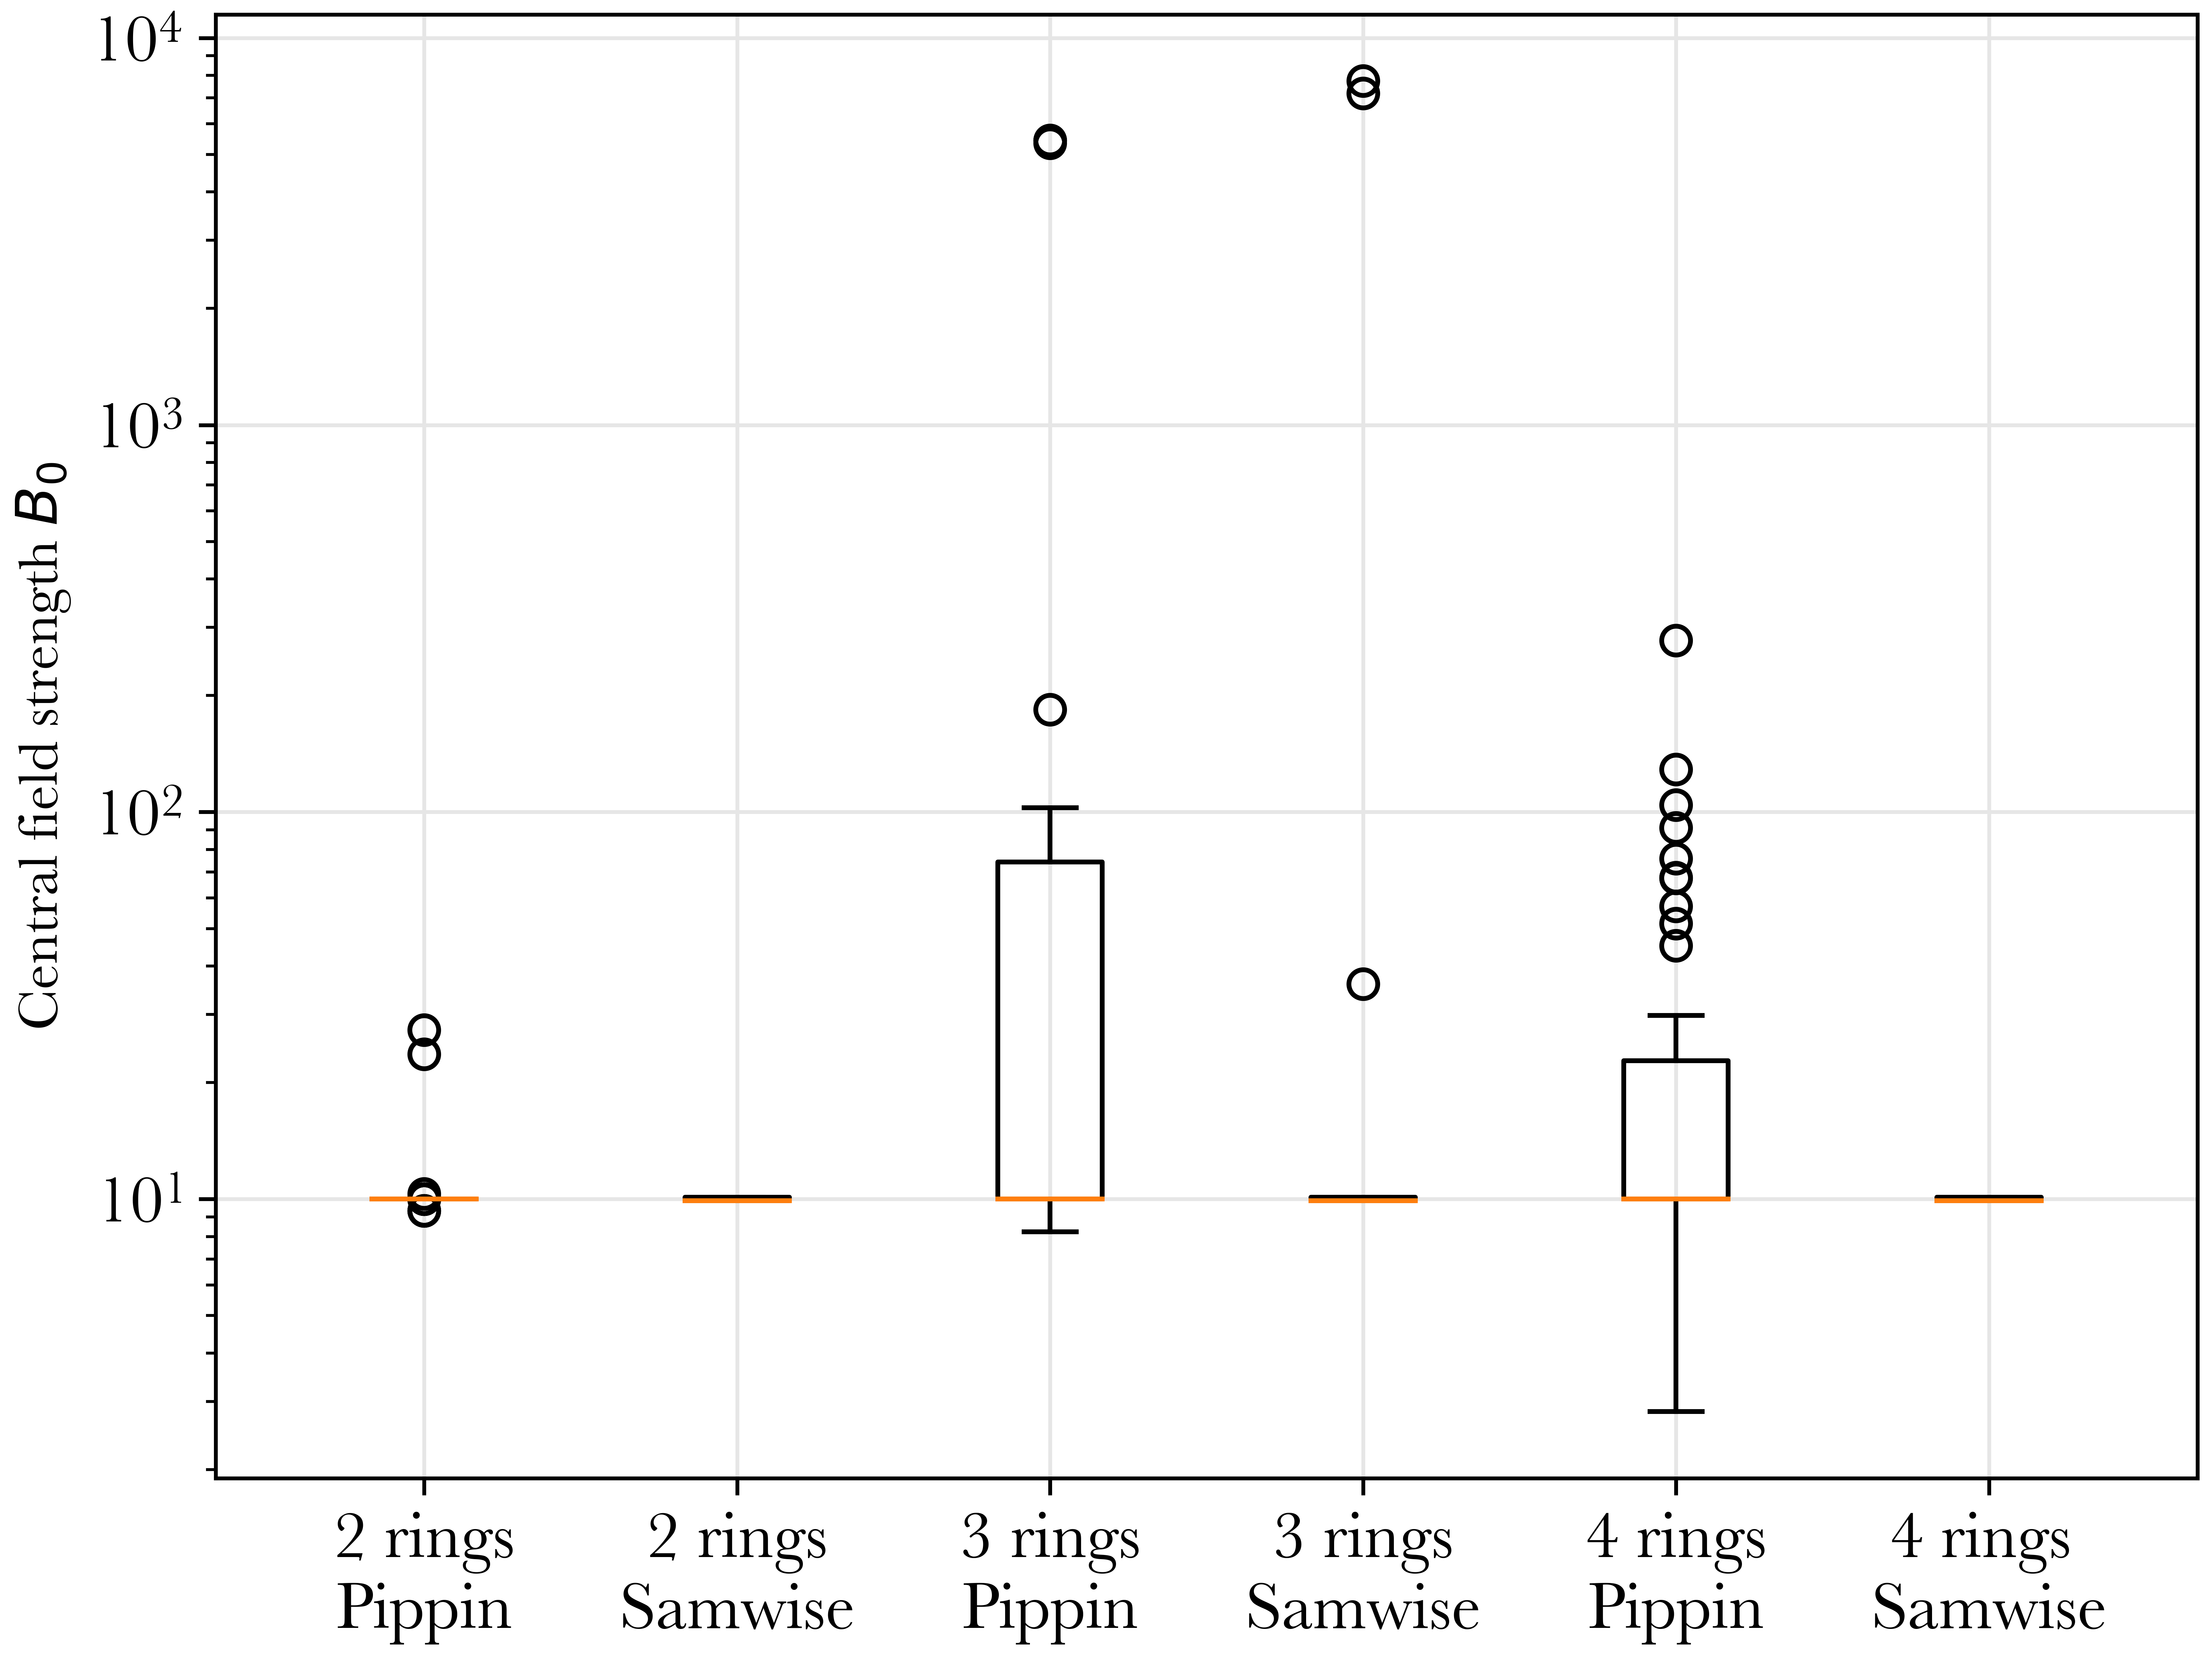 Central field strength B₀
10⁴
10³
10²
10¹
2 rings
Pippin
2 rings
Samwise
3 rings
Pippin
3 rings
Samwise
4 rings
Pippin
4 rings
Samwise